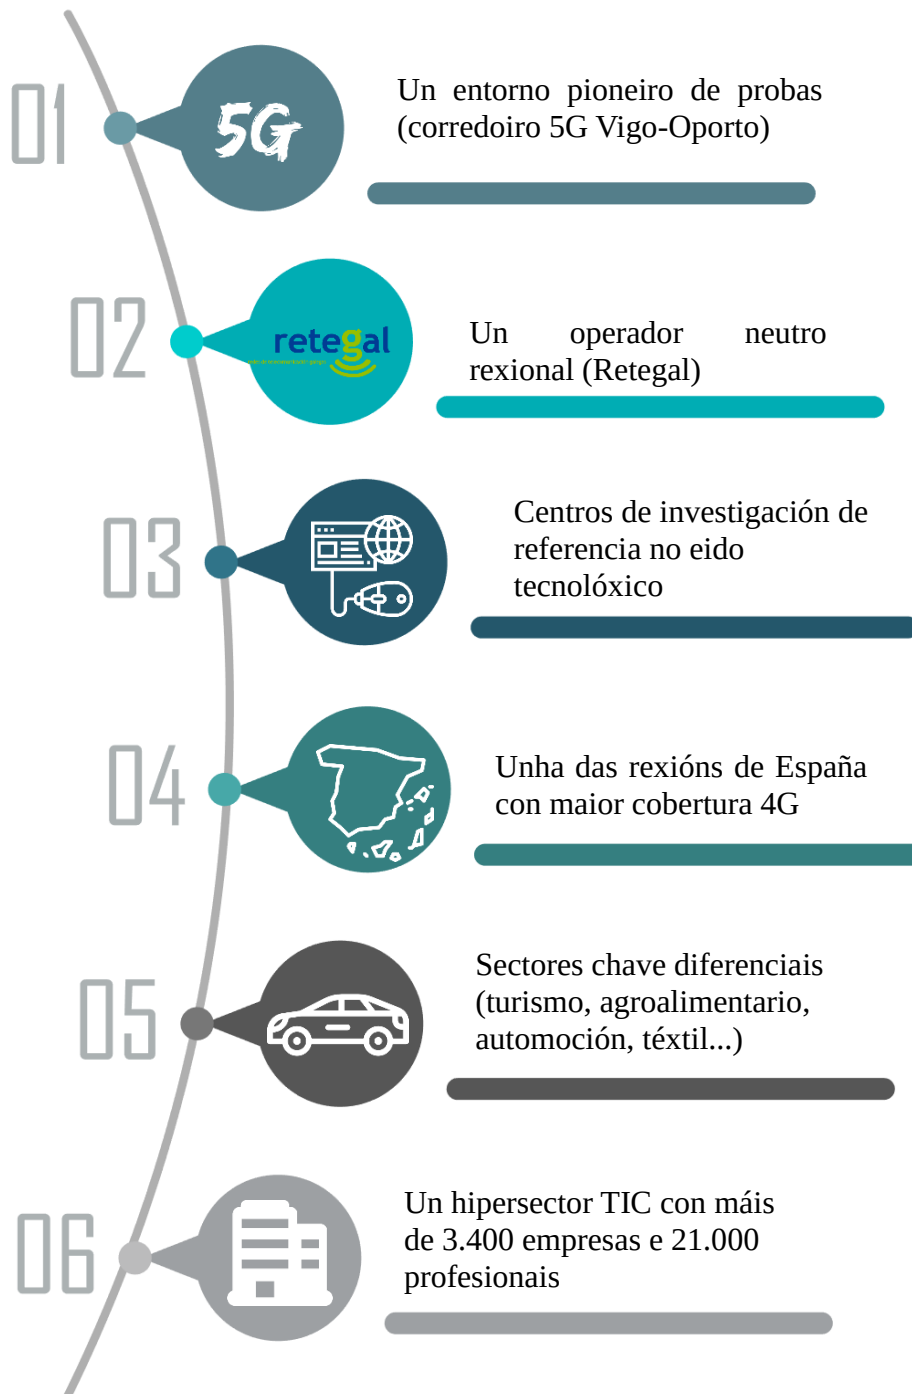 01
5G
Un entorno pioneiro de probas
(corredoiro 5G Vigo-Oporto)
02
retegal
Un operador neutro
rexional (Retegal)
03
Centros de investigación de
referencia no eido
tecnolóxico
04
Unha das rexións de España
con maior cobertura 4G
05
Sectores chave diferenciais
(turismo, agroalimentario,
automoción, téxtil...)
06
Un hipersector TIC con máis
de 3.400 empresas e 21.000
profesionais